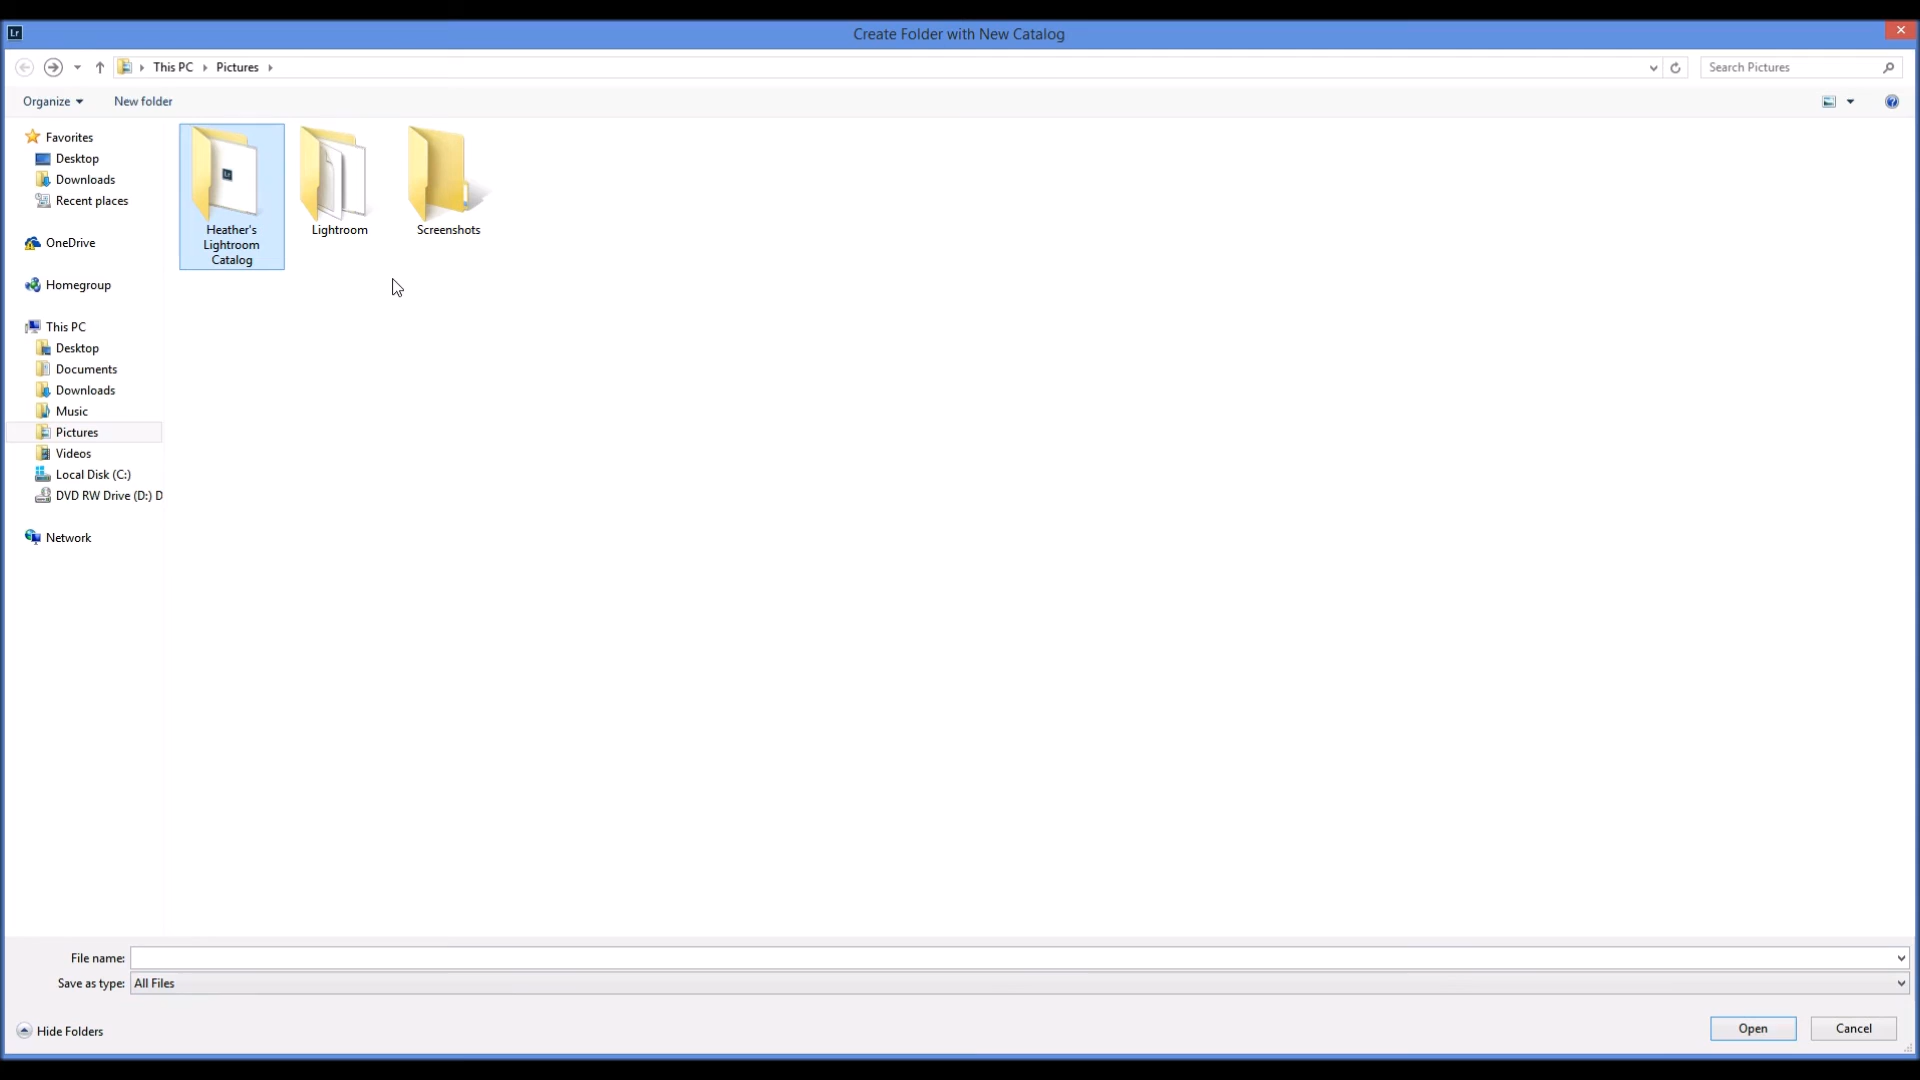 Lr
Create Folder with New Catalog
This PC
Pictures
Search Pictures
Organize
New folder
Favorites
Desktop
Downloads
Recent places
OneDrive
Homegroup
This PC
Desktop
Documents
Downloads
Music
Pictures
Videos
Local Disk (C:)
DVD RW Drive (D:) D
Network
Lr
Heather's
Lightroom
Catalog
Lightroom
Screenshots
File name:
Save as type: All Files
Hide Folders
Open
Cancel